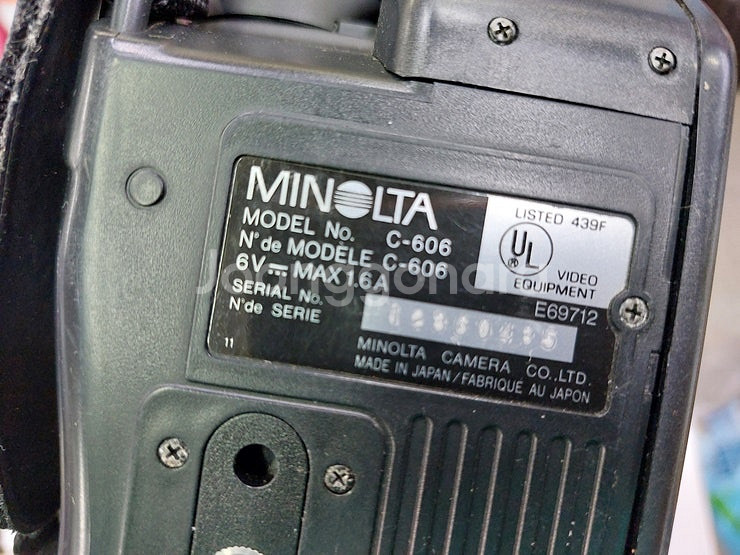 MINOLTA
MODEL No. C-606
N° de MODÈLE C-606
6V⎓MAX 1.6A
SERIAL No.
N° de SERIE
11
LISTED 439F
UL
VIDEO
EQUIPMENT
E69712
MINOLTA CAMERA CO.,LTD.
MADE IN JAPAN/FABRIQUE AU JAPON